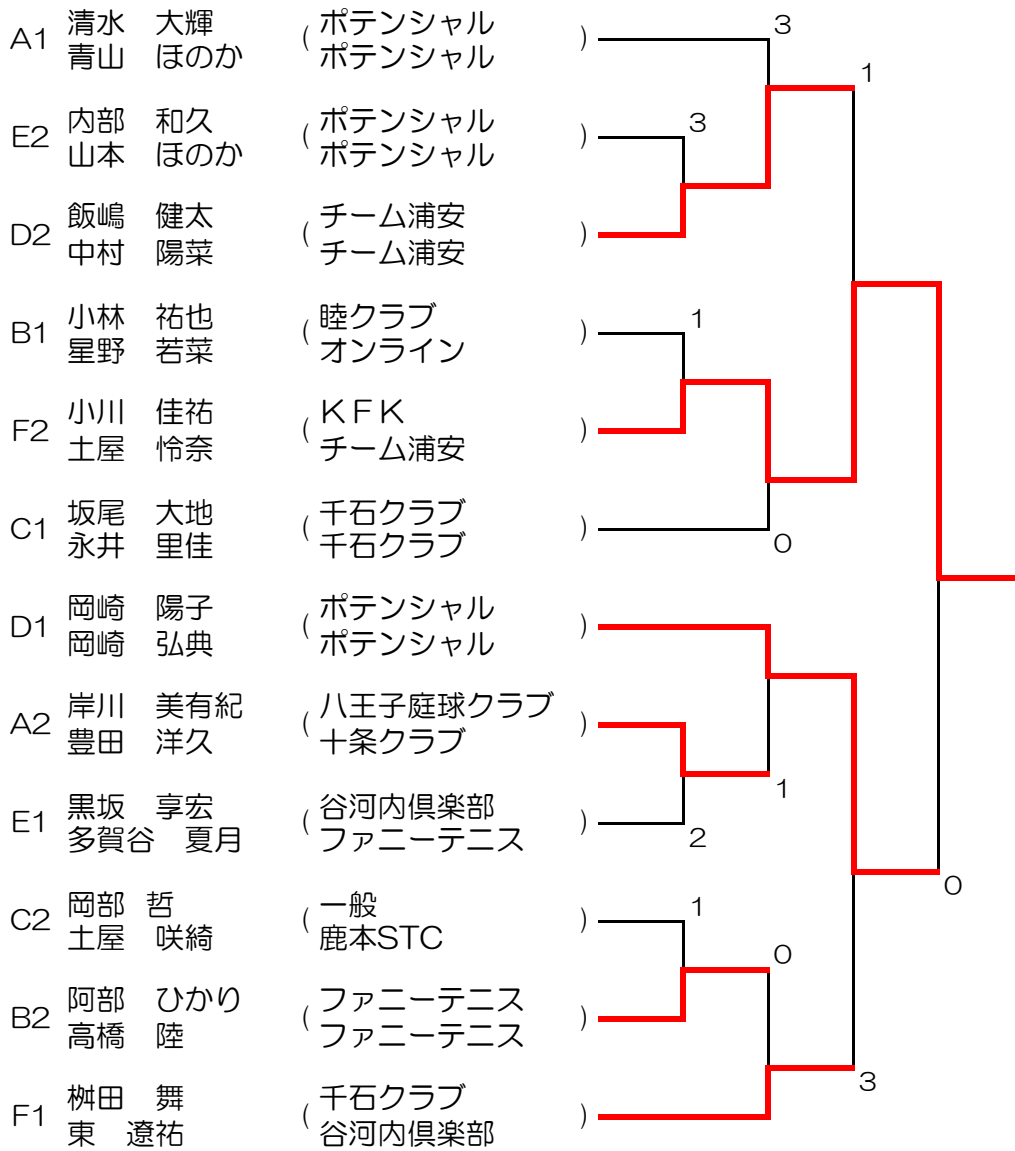 A1 清水　大輝 （ポテンシャル ） 3
青山　ほのか ポテンシャル
1
E2 内部　和久 （ポテンシャル ） 3
山本　ほのか ポテンシャル
D2 飯嶋　健太 （チーム浦安 ）
中村　陽菜 チーム浦安
B1 小林　祐也 （睦クラブ ） 1
星野　若菜 オンライン
F2 小川　佳祐 （ＫＦＫ ）
土屋　怜奈 チーム浦安
C1 坂尾　大地 （千石クラブ ）
永井　里佳 千石クラブ
0
D1 岡崎　陽子 （ポテンシャル ）
岡崎　弘典 ポテンシャル
A2 岸川　美有紀 （八王子庭球クラブ ）
豊田　洋久 十条クラブ
1
E1 黒坂　享宏 （谷河内倶楽部 ）
多賀谷　夏月 ファニーテニス
2
0
C2 岡部 哲 （一般 ） 1
土屋　咲綺 鹿本STC
0
B2 阿部　ひかり （ファニーテニス ）
高橋　陸 ファニーテニス
3
F1 桝田　舞 （千石クラブ ）
東　遼祐 谷河内倶楽部